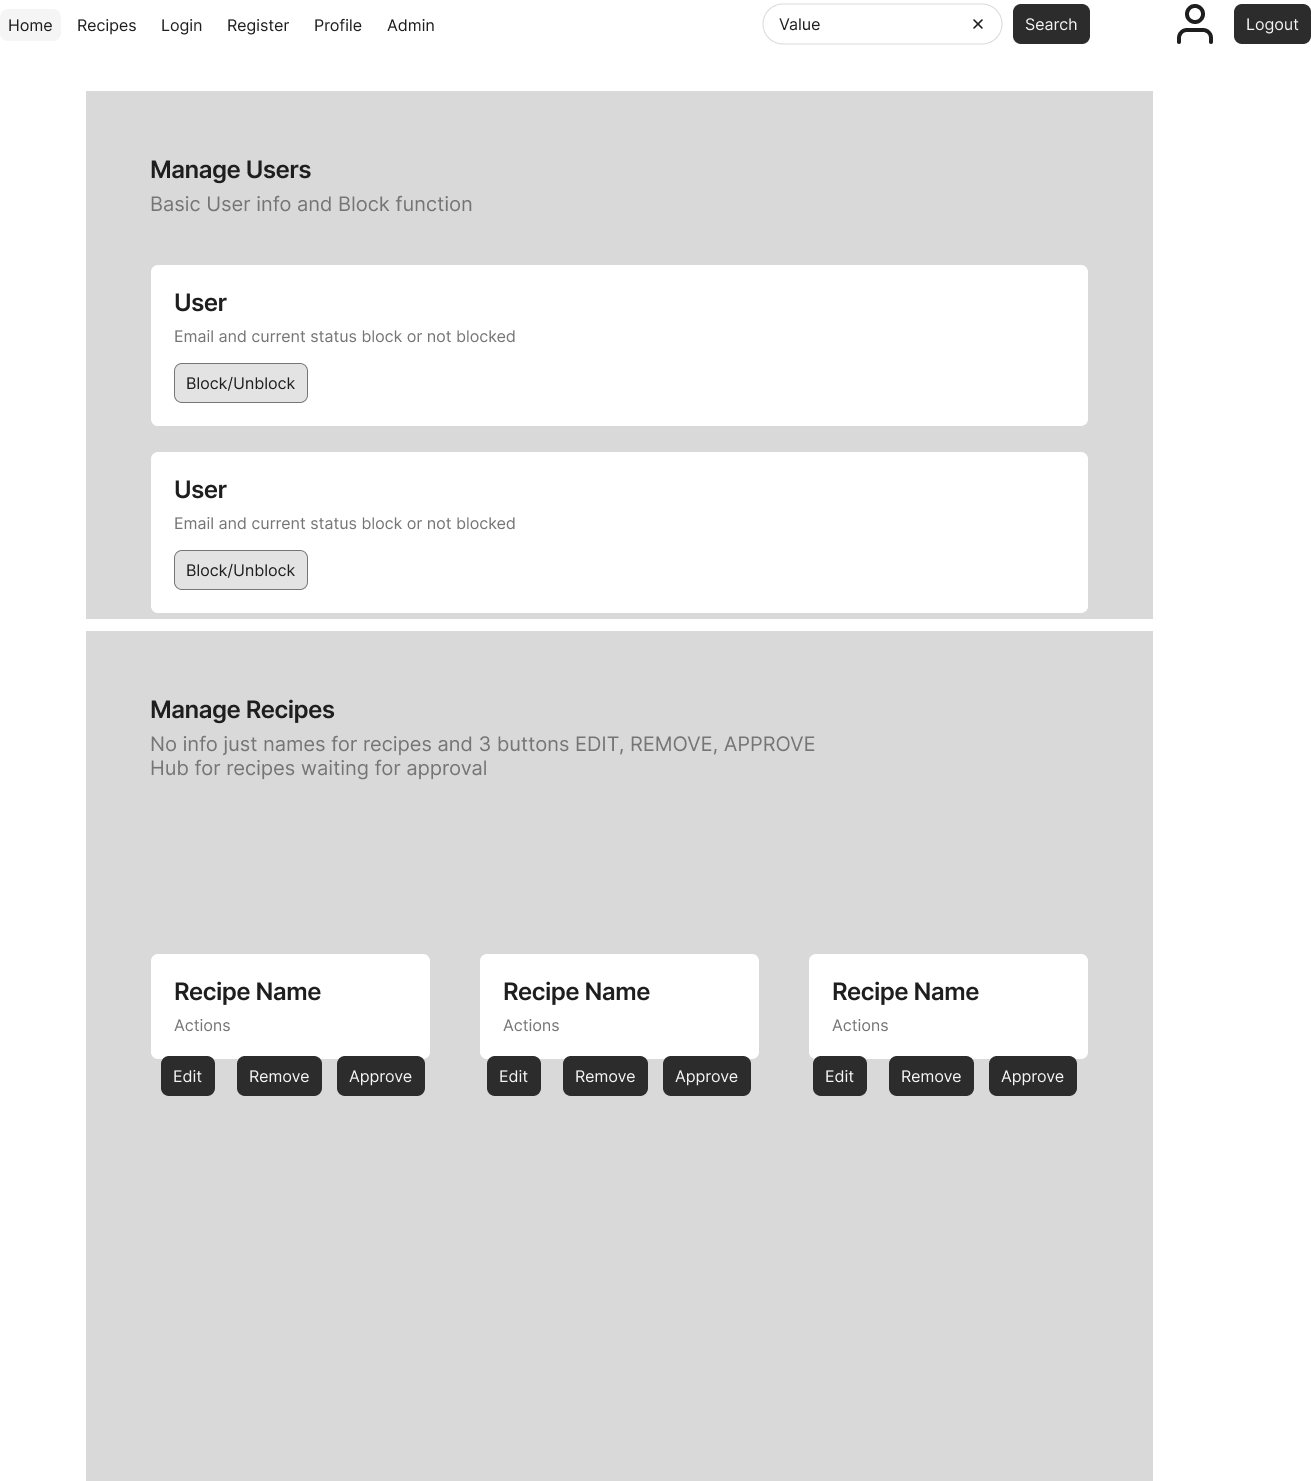 Home Recipes Login Register Profile Admin Value Search Logout
Manage Users
Basic User info and Block function
User
Email and current status block or not blocked
Block/Unblock
User
Email and current status block or not blocked
Block/Unblock
Manage Recipes
No info just names for recipes and 3 buttons EDIT, REMOVE, APPROVE
Hub for recipes waiting for approval
Recipe Name Recipe Name Recipe Name
Actions Actions Actions
Edit Remove Approve Edit Remove Approve Edit Remove Approve